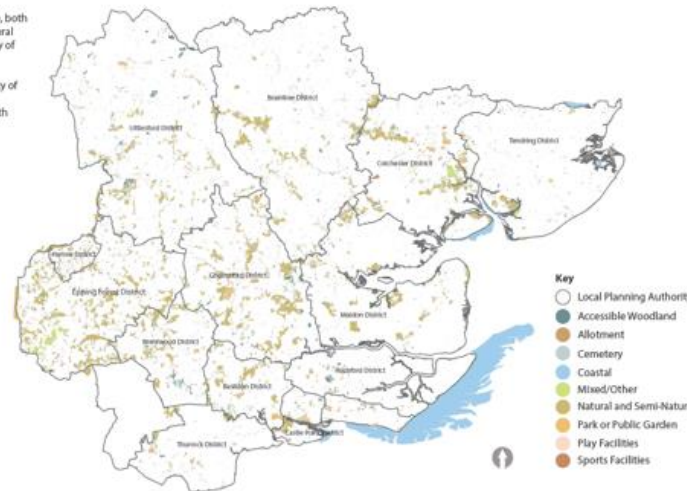 , both
ural
y of
y of
th
Braintree District
Uttlesford District
Tendring District
Colchester District
Harlow District
Epping Forest District
Chelmsford District
Maldon District
Brentwood District
Rochford District
Basildon District
Castle Point District
Thurrock District
Key
Local Planning Authorit
Accessible Woodland
Allotment
Cemetery
Coastal
Mixed/Other
Natural and Semi-Natur
Park or Public Garden
Play Facilities
Sports Facilities